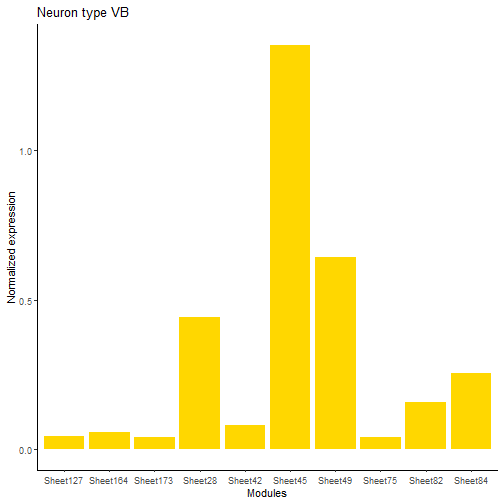 Neuron type VB
Normalized expression
1.0
0.5
0.0
Sheet127 Sheet164 Sheet173 Sheet28 Sheet42 Sheet45 Sheet49 Sheet75 Sheet82 Sheet84
Modules